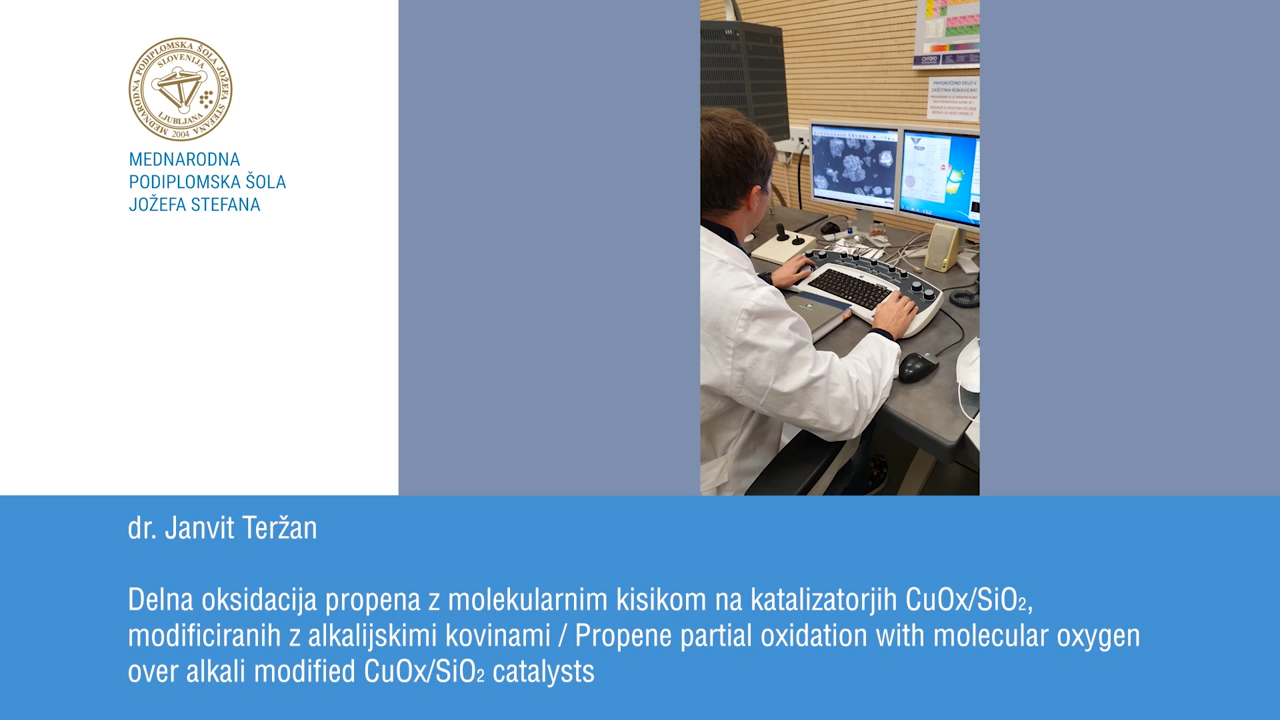 MEDNARODNA PODIPLOMSKA ŠOLA JOŽEFA STEFANA
SLOVENIJA
LJUBLJANA
2004
MEDNARODNA
PODIPLOMSKA ŠOLA
JOŽEFA STEFANA
OXFORD
dr. Janvit Teržan
Delna oksidacija propena z molekularnim kisikom na katalizatorjih CuOx/SiO₂,
modificiranih z alkalijskimi kovinami / Propene partial oxidation with molecular oxygen
over alkali modified CuOx/SiO₂ catalysts